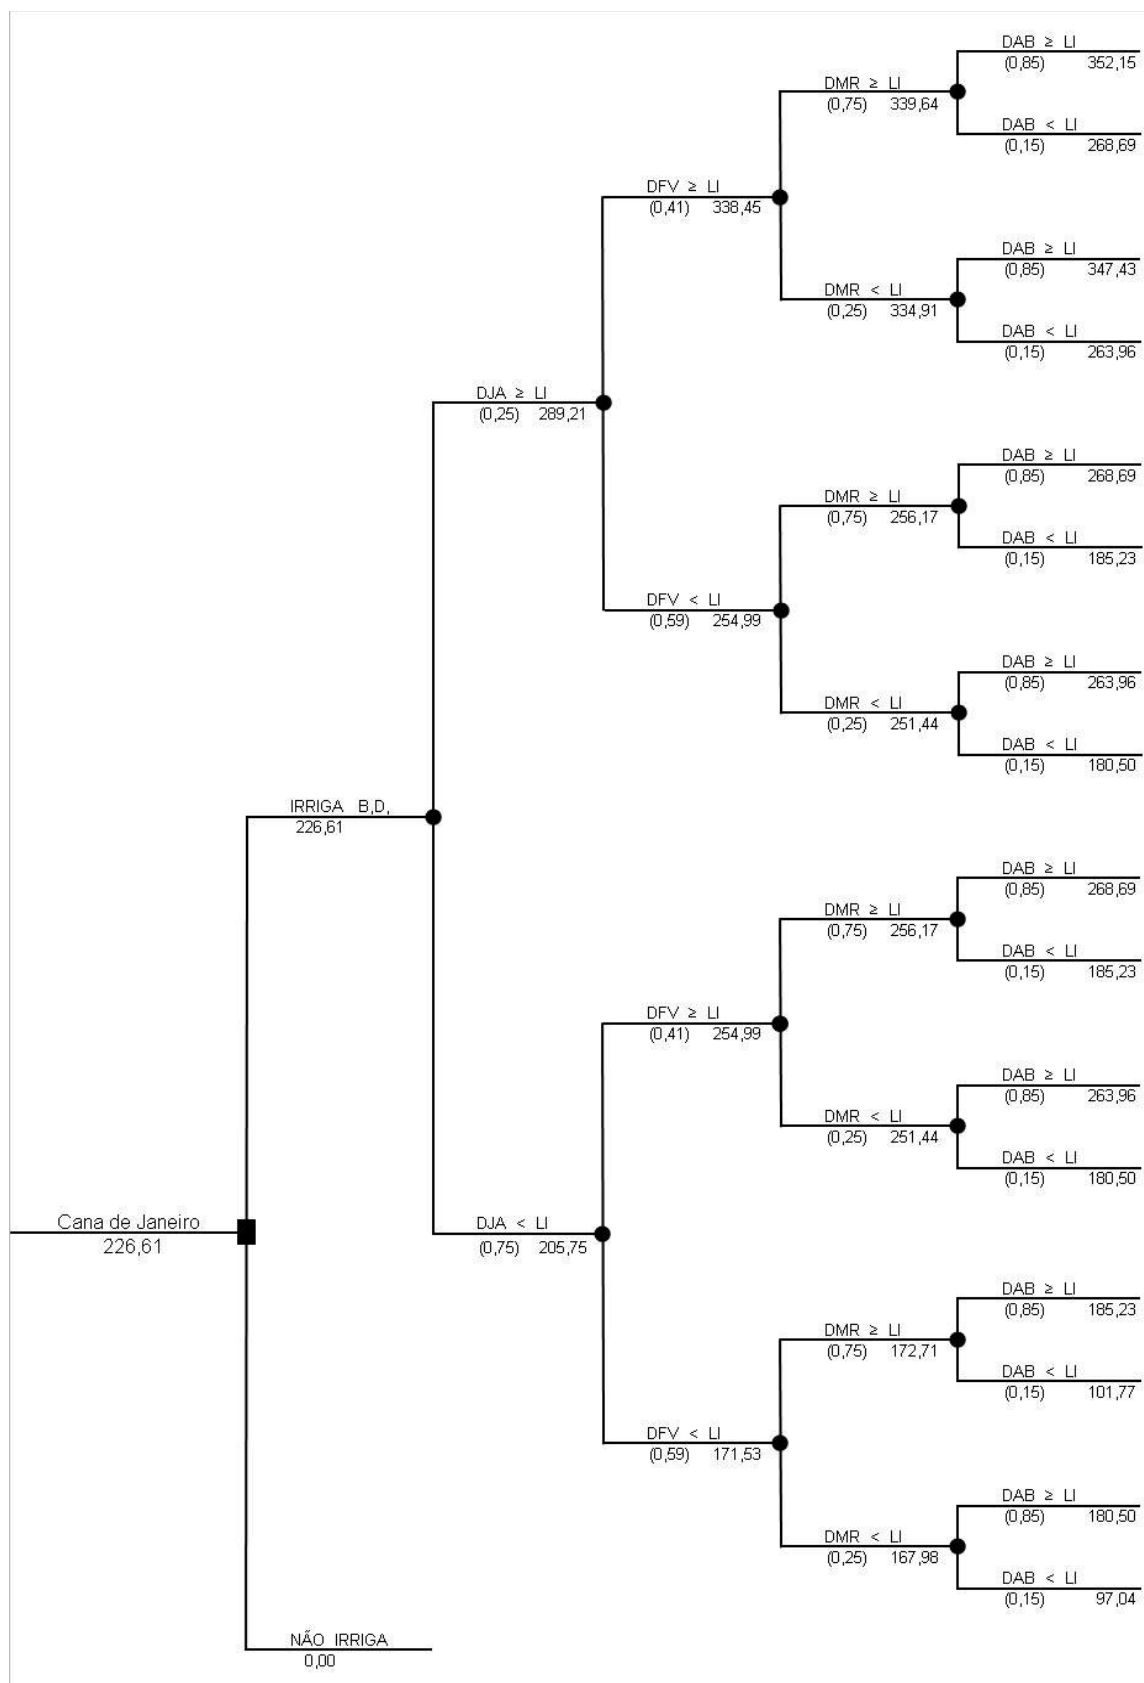 DAB ≥ LI
(0,85) 352,15
DMR ≥ LI
(0,75) 339,64
DAB < LI
(0,15) 268,69
DFV ≥ LI
(0,41) 338,45
DAB ≥ LI
(0,85) 347,43
DMR < LI
(0,25) 334,91
DAB < LI
(0,15) 263,96
DJA ≥ LI
(0,25) 289,21
DAB ≥ LI
(0,85) 268,69
DMR ≥ LI
(0,75) 256,17
DAB < LI
(0,15) 185,23
DFV < LI
(0,59) 254,99
DAB ≥ LI
(0,85) 263,96
DMR < LI
(0,25) 251,44
DAB < LI
(0,15) 180,50
IRRIGA B,D,
226,61
DAB ≥ LI
(0,85) 268,69
DMR ≥ LI
(0,75) 256,17
DAB < LI
(0,15) 185,23
DFV ≥ LI
(0,41) 254,99
DAB ≥ LI
(0,85) 263,96
DMR < LI
(0,25) 251,44
DAB < LI
(0,15) 180,50
Cana de Janeiro
226,61
DJA < LI
(0,75) 205,75
DAB ≥ LI
(0,85) 185,23
DMR ≥ LI
(0,75) 172,71
DAB < LI
(0,15) 101,77
DFV < LI
(0,59) 171,53
DAB ≥ LI
(0,85) 180,50
DMR < LI
(0,25) 167,98
DAB < LI
(0,15) 97,04
NÃO IRRIGA
0,00